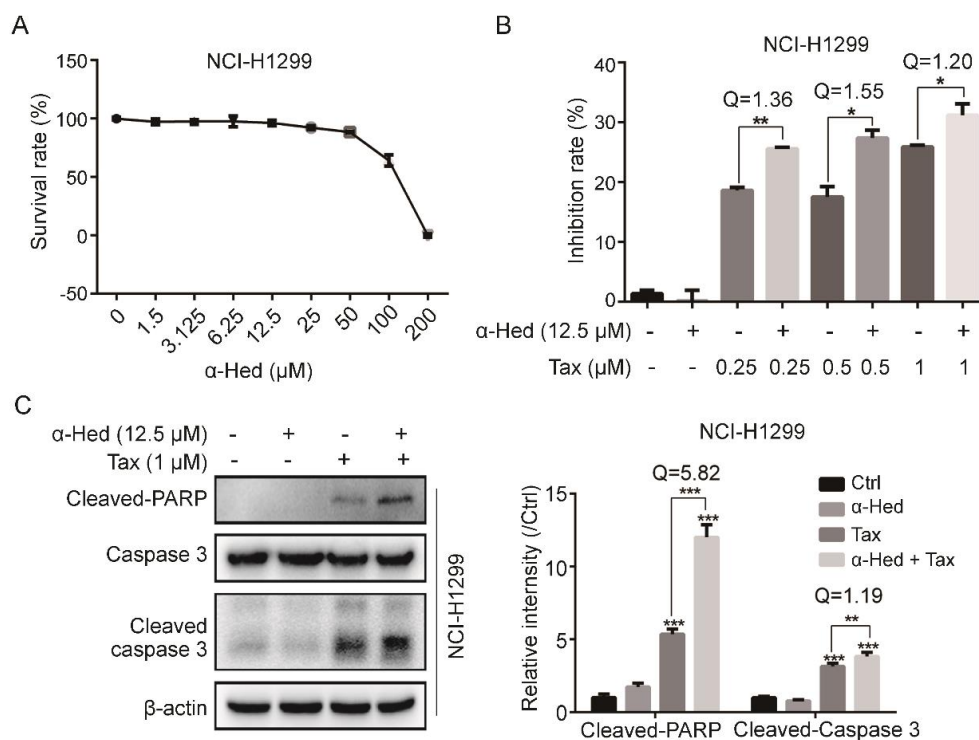 A
NCI-H1299
Survival rate (%)
150
100
50
0
-50
0
1.5
3.125
6.25
12.5
25
50
100
200
α-Hed (μM)
B
NCI-H1299
Inhibition rate (%)
40
30
20
10
0
Q=1.36
**
Q=1.55
*
Q=1.20
*
α-Hed (12.5 μM) - + - + - + - +
Tax (μM) - - 0.25 0.25 0.5 0.5 1 1
C
α-Hed (12.5 μM) - + - +
Tax (1 μM) - - + +
Cleaved-PARP
Caspase 3
Cleaved
caspase 3
β-actin
NCI-H1299
NCI-H1299
Relative internsity (/Ctrl)
15
10
5
0
Q=5.82
***
***
***
Q=1.19
**
***
***
Ctrl
α-Hed
Tax
α-Hed + Tax
Cleaved-PARP
Cleaved-Caspase 3